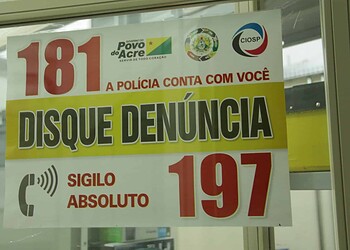 181
Povo
do Acre
CIOSP
A POLÍCIA CONTA COM VOCÊ
DISQUE DENÚNCIA
SIGILO
ABSOLUTO
197